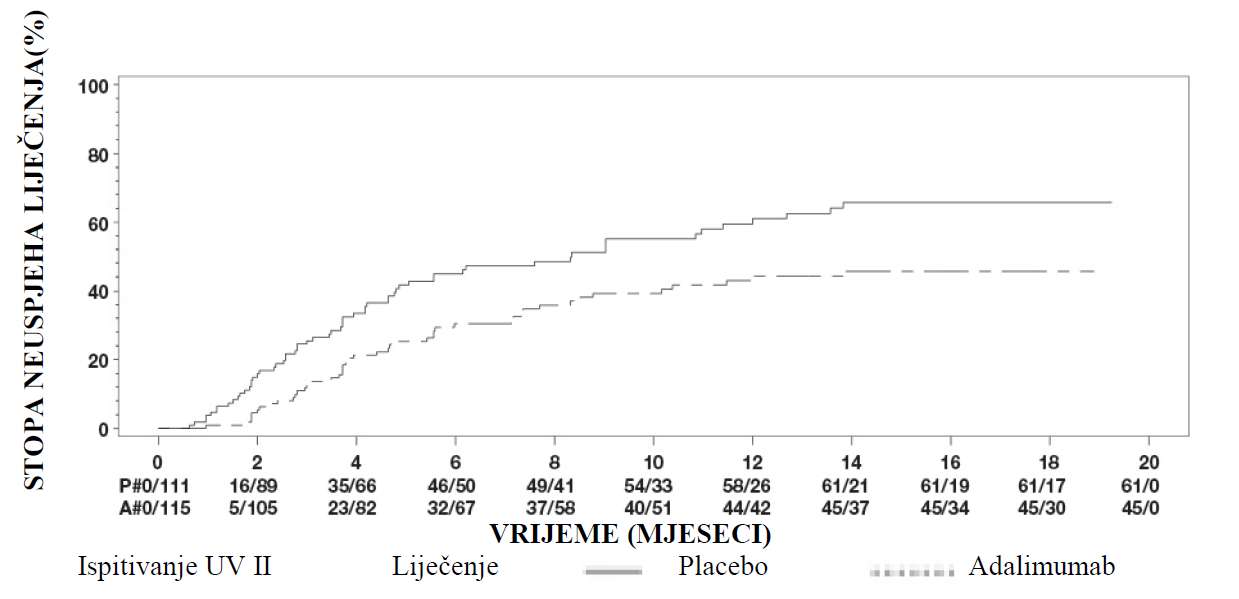 STOPA NEUSPJEHA LIJEČENJA(%)
100
80
60
40
20
0
0 2 4 6 8 10 12 14 16 18 20
P#0/111 16/89 35/66 46/50 49/41 54/33 58/26 61/21 61/19 61/17 61/0
A#0/115 5/105 23/82 32/67 37/58 40/51 44/42 45/37 45/34 45/30 45/0
VRIJEME (MJESECI)
Ispitivanje UV II Liječenje Placebo Adalimumab